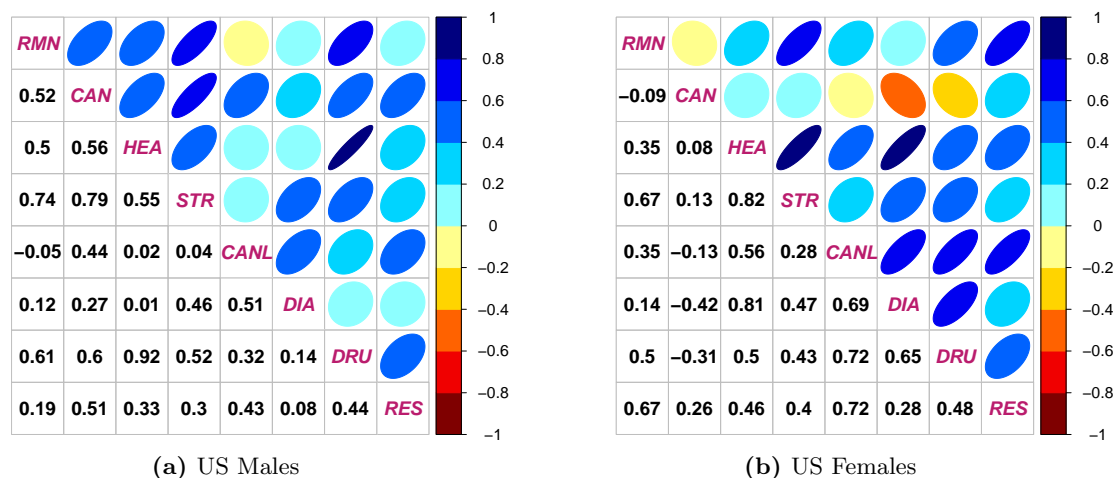 RMN
0.52 CAN
0.5 0.56 HEA
0.74 0.79 0.55 STR
−0.05 0.44 0.02 0.04 CANL
0.12 0.27 0.01 0.46 0.51 DIA
0.61 0.6 0.92 0.52 0.32 0.14 DRU
0.19 0.51 0.33 0.3 0.43 0.08 0.44 RES
1
0.8
0.6
0.4
0.2
0
−0.2
−0.4
−0.6
−0.8
−1
(a) US Males
RMN
−0.09 CAN
0.35 0.08 HEA
0.67 0.13 0.82 STR
0.35 −0.13 0.56 0.28 CANL
0.14 −0.42 0.81 0.47 0.69 DIA
0.5 −0.31 0.5 0.43 0.72 0.65 DRU
0.67 0.26 0.46 0.4 0.72 0.28 0.48 RES
1
0.8
0.6
0.4
0.2
0
−0.2
−0.4
−0.6
−0.8
−1
(b) US Females